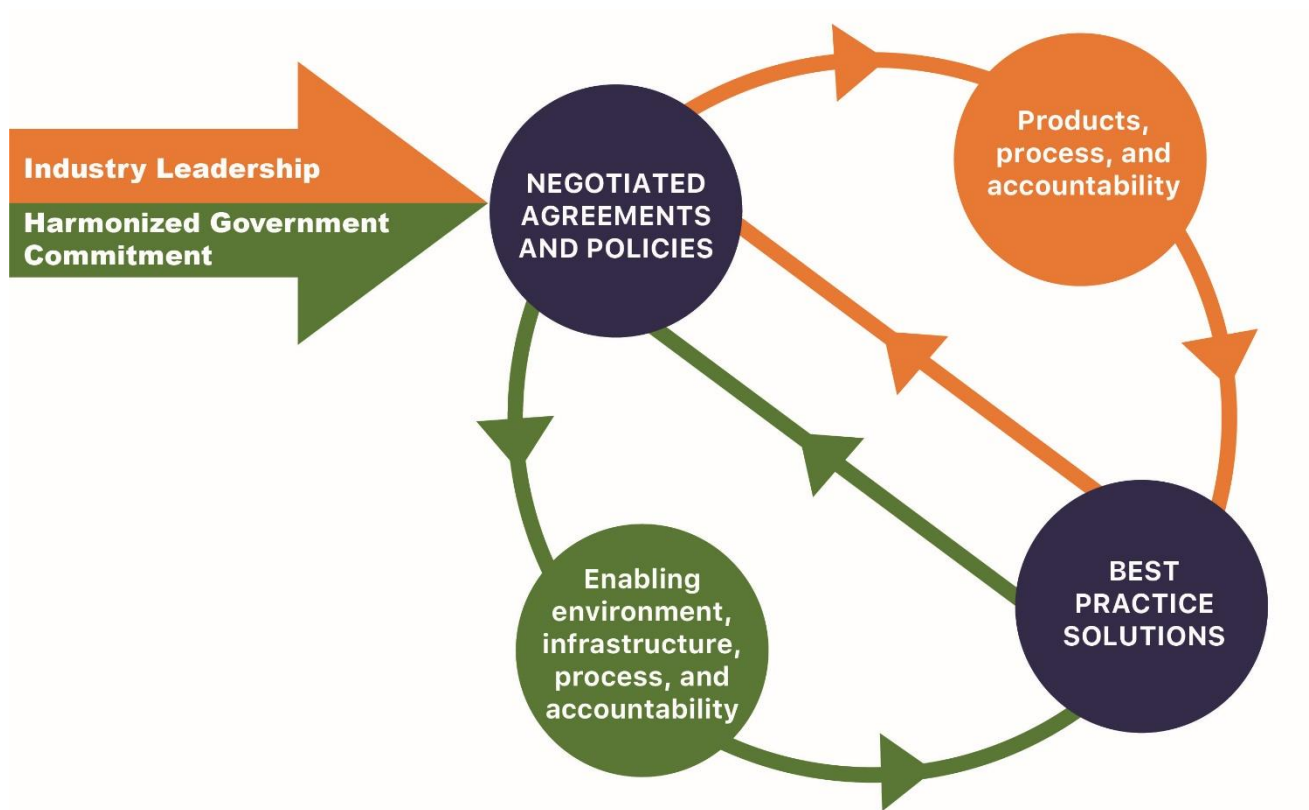 Industry Leadership
Harmonized Government
Commitment
NEGOTIATED
AGREEMENTS
AND POLICIES
Products,
process, and
accountability
Enabling
environment,
infrastructure,
process, and
accountability
BEST
PRACTICE
SOLUTIONS